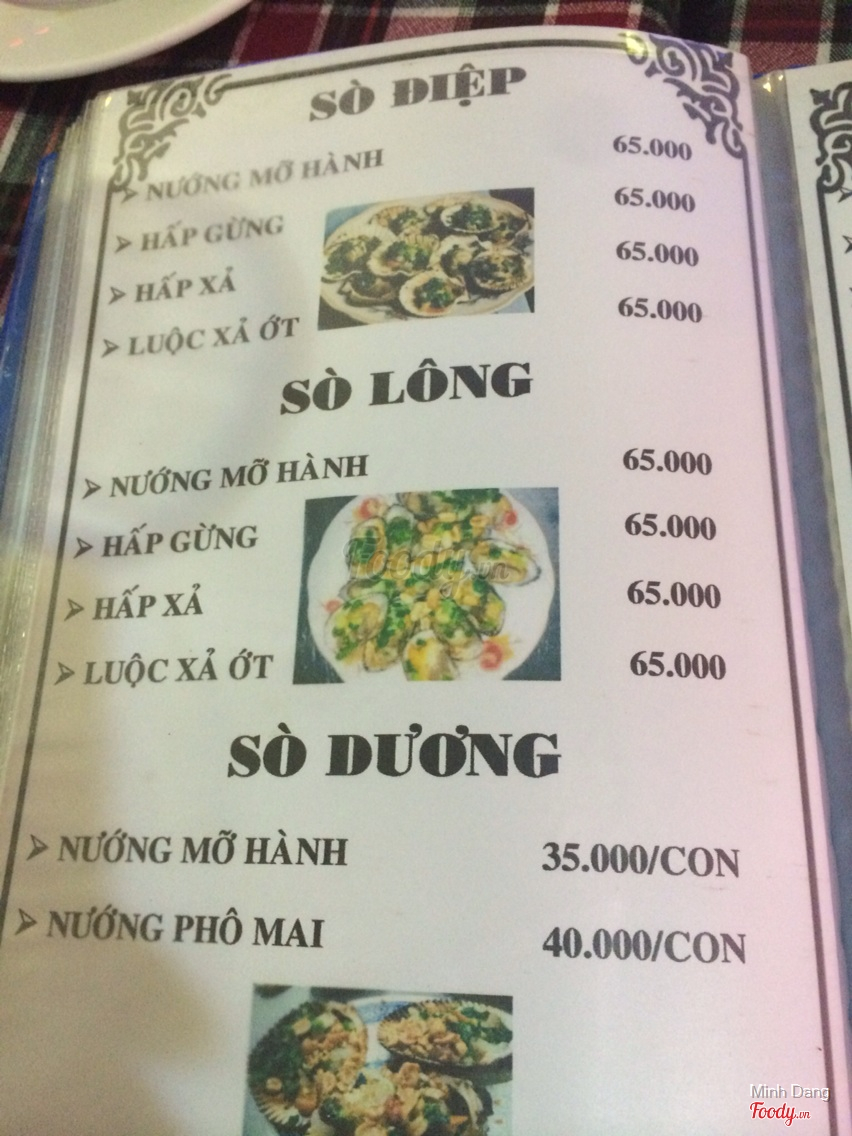 SÒ ĐIỆP
NƯỚNG MỠ HÀNH 65.000
HẤP GỪNG 65.000
HẤP XẢ 65.000
LUỘC XẢ ỚT 65.000
SÒ LÔNG
NƯỚNG MỠ HÀNH 65.000
HẤP GỪNG 65.000
Foody.vn
HẤP XẢ 65.000
LUỘC XẢ ỚT 65.000
SÒ DƯƠNG
NƯỚNG MỠ HÀNH 35.000/CON
NƯỚNG PHÔ MAI 40.000/CON
Minh Dang
Foody.vn